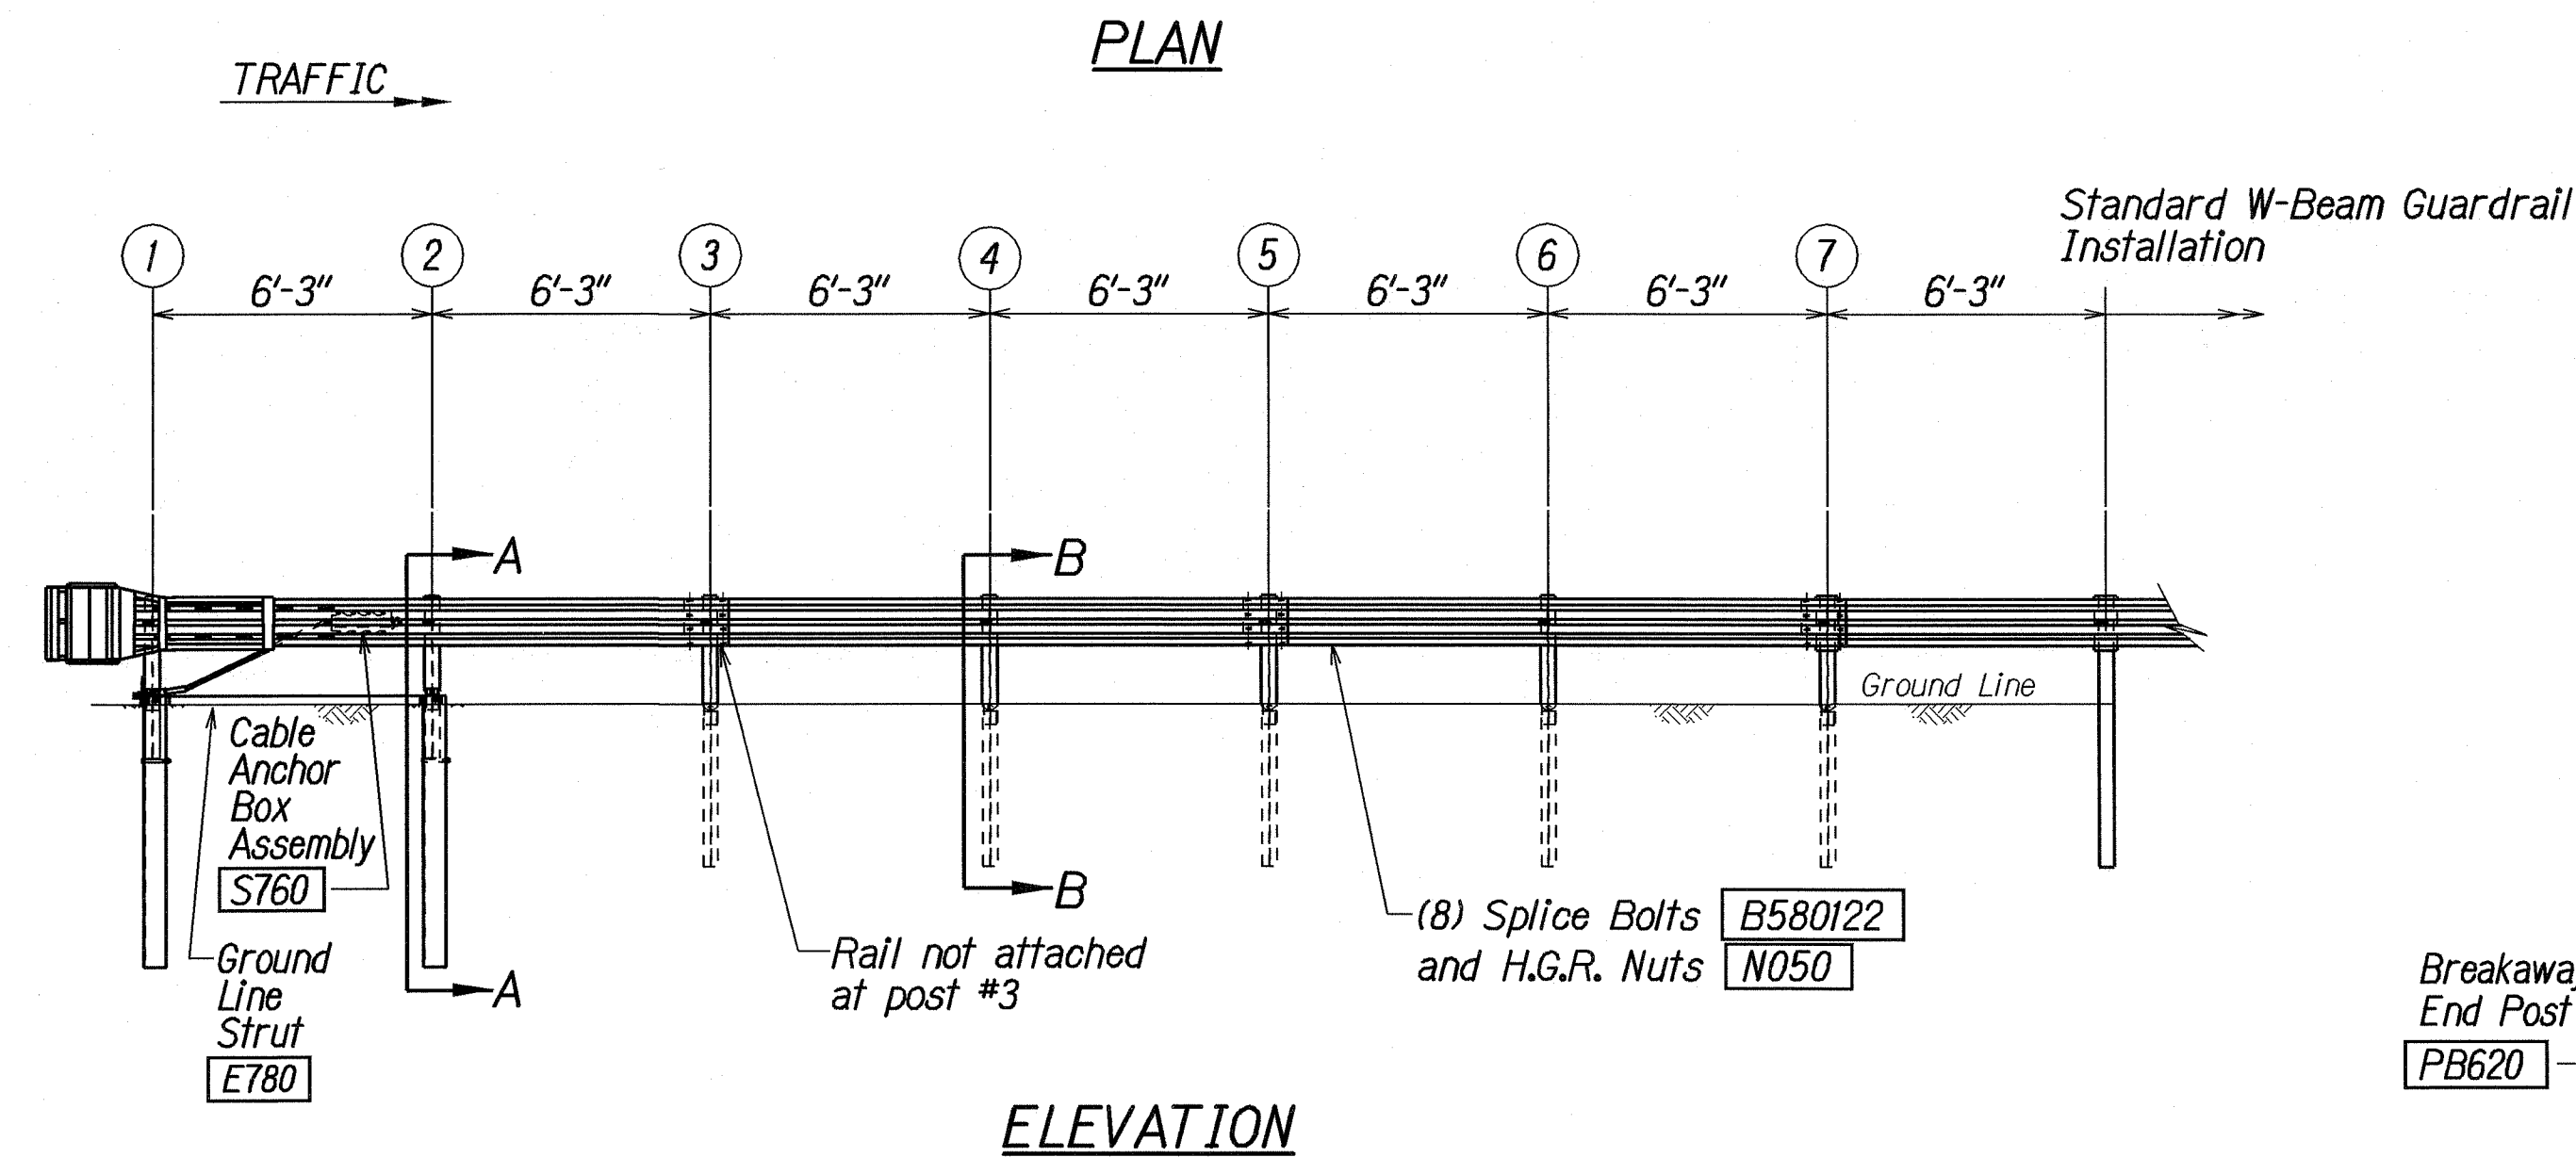 PLAN
TRAFFIC
Standard W-Beam Guardrail
Installation
1 2 3 4 5 6 7
6'-3" 6'-3" 6'-3" 6'-3" 6'-3" 6'-3" 6'-3"
A B
Ground Line
Cable
Anchor
Box
Assembly
S760
Ground
Line
Strut
E780
A
B
Rail not attached
at post #3
(8) Splice Bolts B580122
and H.G.R. Nuts N050
Breakaway
End Post
PB620
ELEVATION